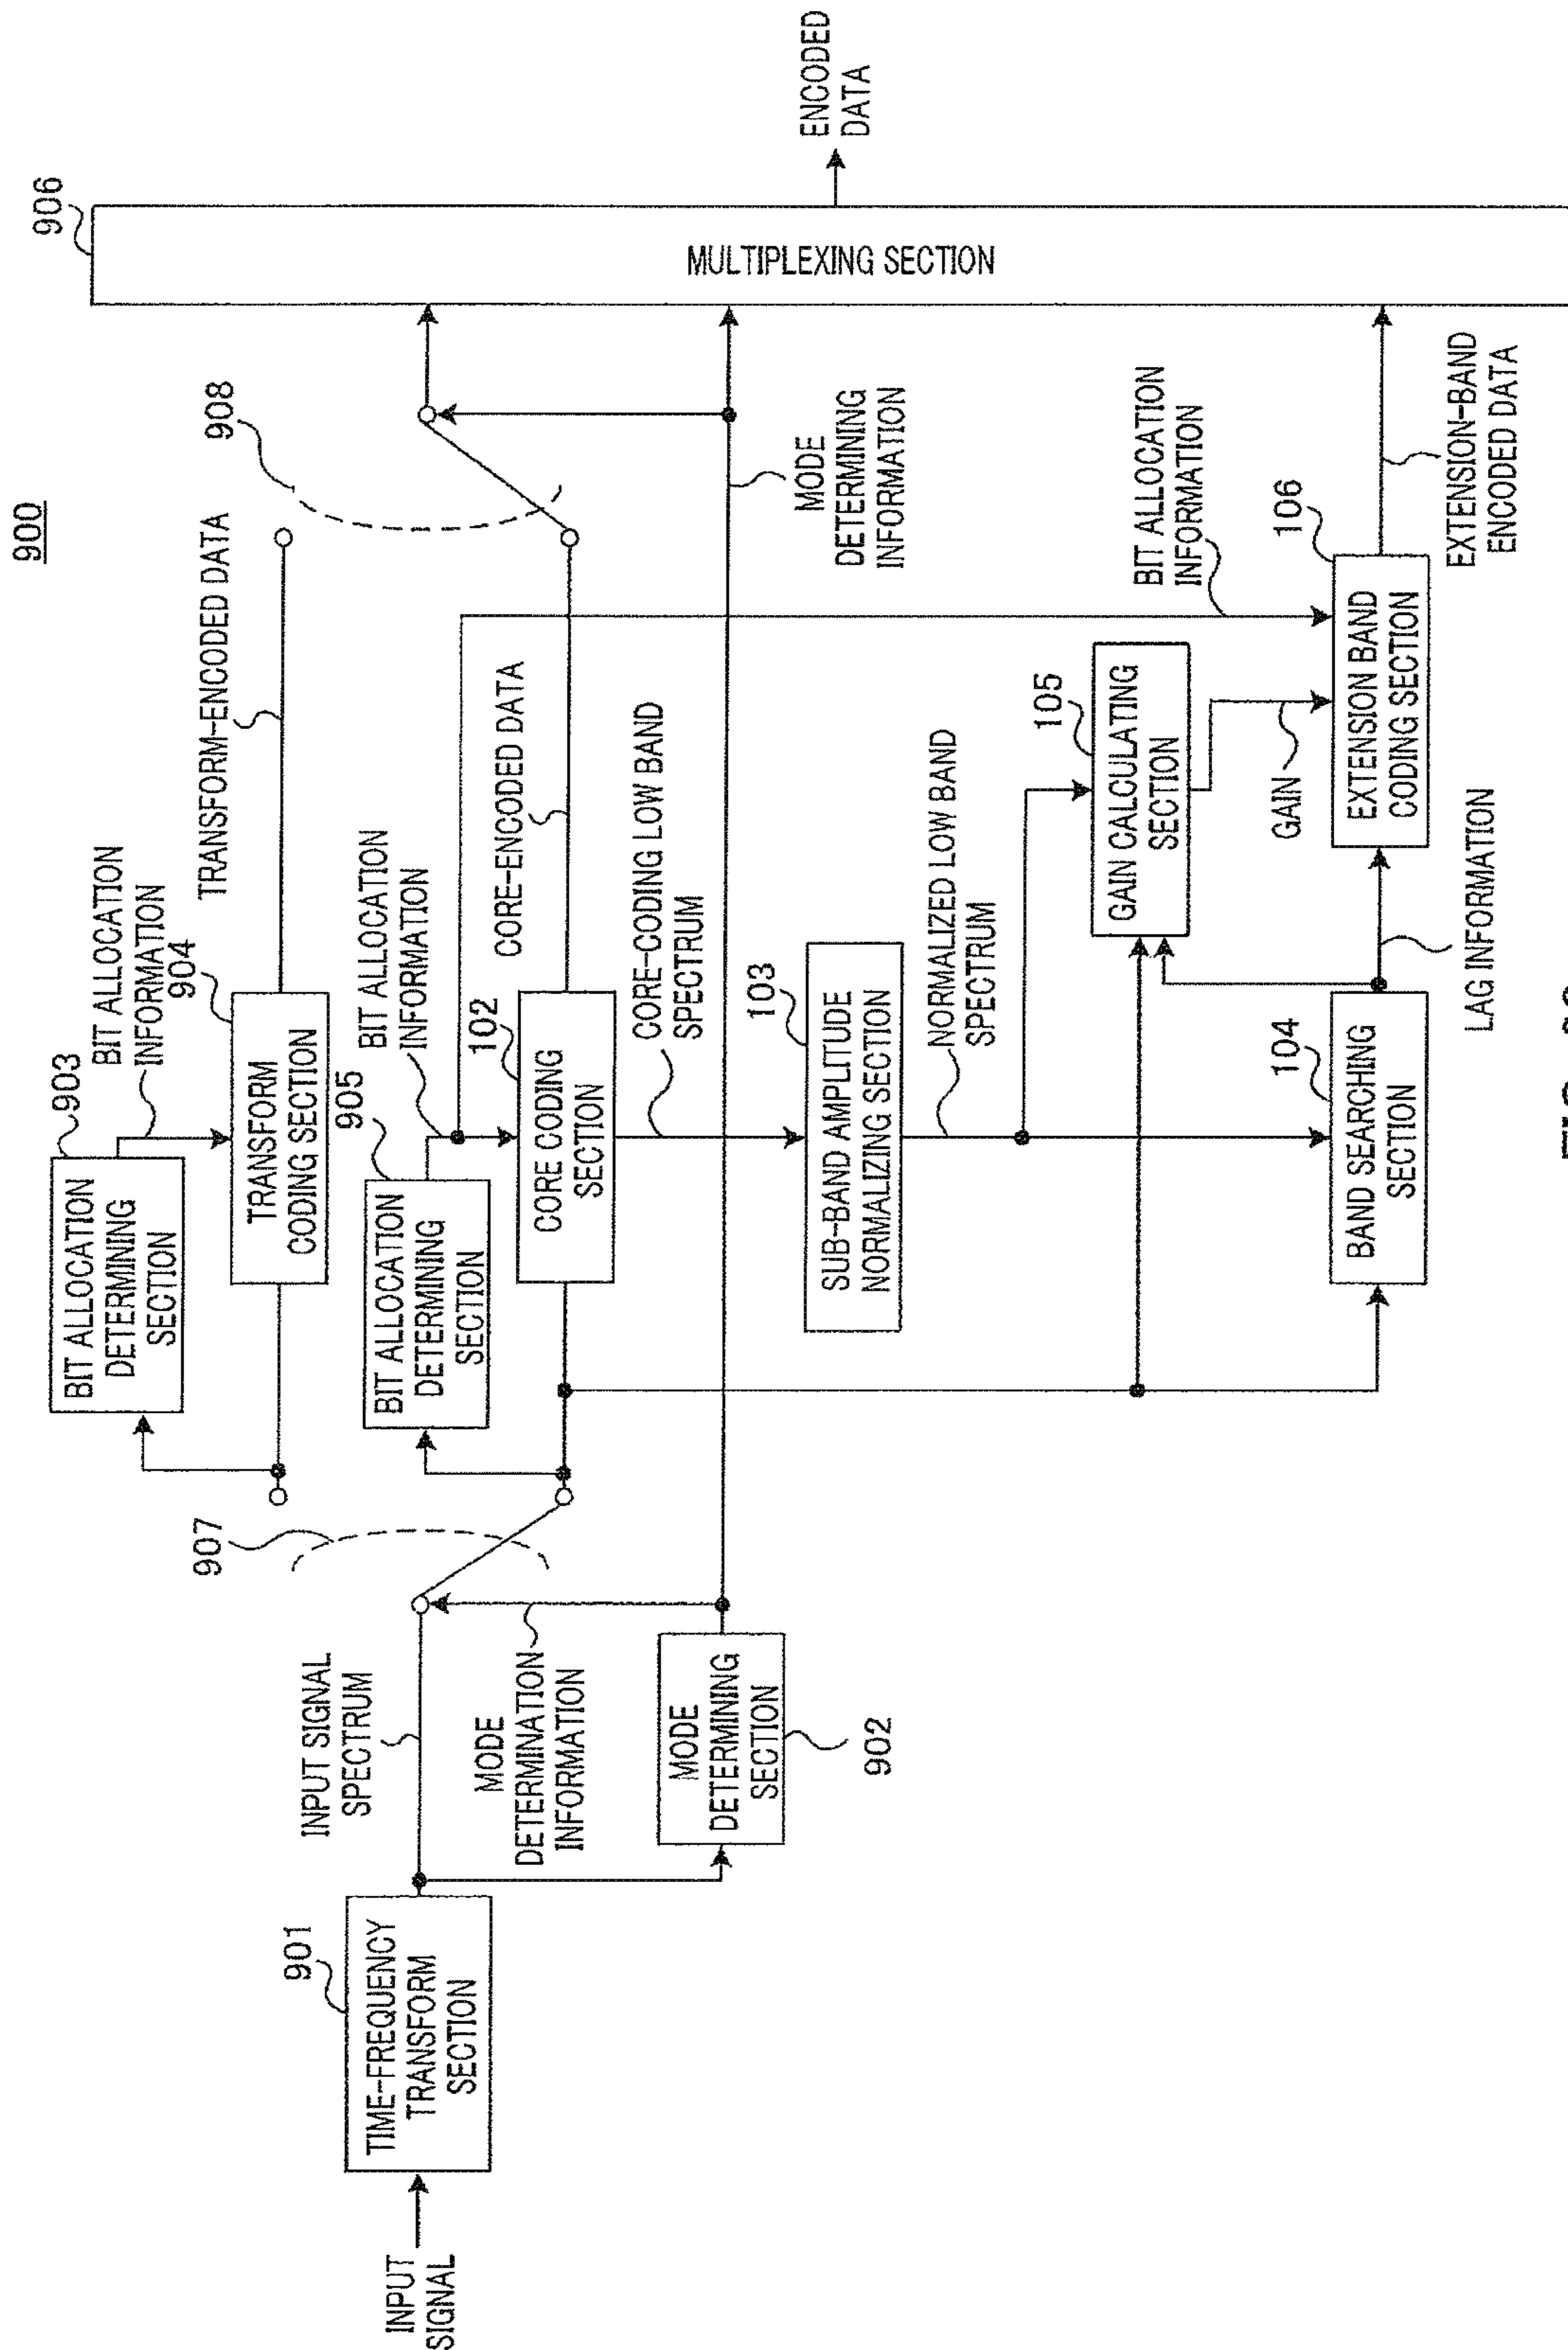 900
INPUT
SIGNAL
901
TIME-FREQUENCY
TRANSFORM
SECTION
INPUT SIGNAL
SPECTRUM
MODE
DETERMINATION
INFORMATION
MODE
DETERMINING
SECTION
902
907
903
BIT ALLOCATION
DETERMINING
SECTION
BIT ALLOCATION
INFORMATION
904
TRANSFORM
CODING SECTION
TRANSFORM-ENCODED DATA
905
BIT ALLOCATION
DETERMINING
SECTION
BIT ALLOCATION
INFORMATION
102
CORE CODING
SECTION
CORE-ENCODED DATA
CORE-CODING LOW BAND
SPECTRUM
908
MODE
DETERMINING
INFORMATION
103
SUB-BAND AMPLITUDE
NORMALIZING SECTION
NORMALIZED LOW BAND
SPECTRUM
104
BAND SEARCHING
SECTION
LAG INFORMATION
105
GAIN CALCULATING
SECTION
GAIN
BIT ALLOCATION
INFORMATION
106
EXTENSION BAND
CODING SECTION
EXTENSION-BAND
ENCODED DATA
906
MULTIPLEXING SECTION
ENCODED
DATA